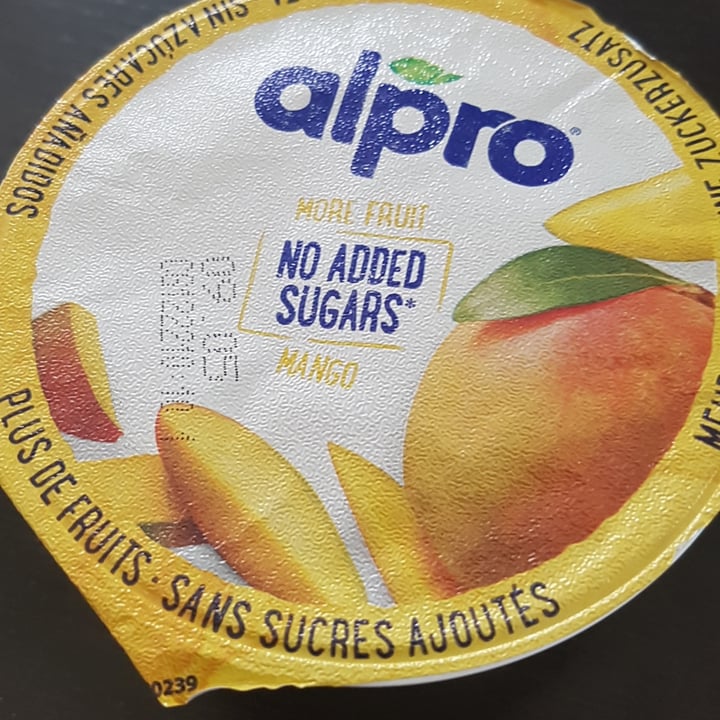 alpro®
MORE FRUIT
NO ADDED
SUGARS*
MANGO
SIN AZÚCARES AÑADIDOS
ZUCKERZUSATZ
PLUS DE FRUITS · SANS SUCRES AJOUTÉS
0239